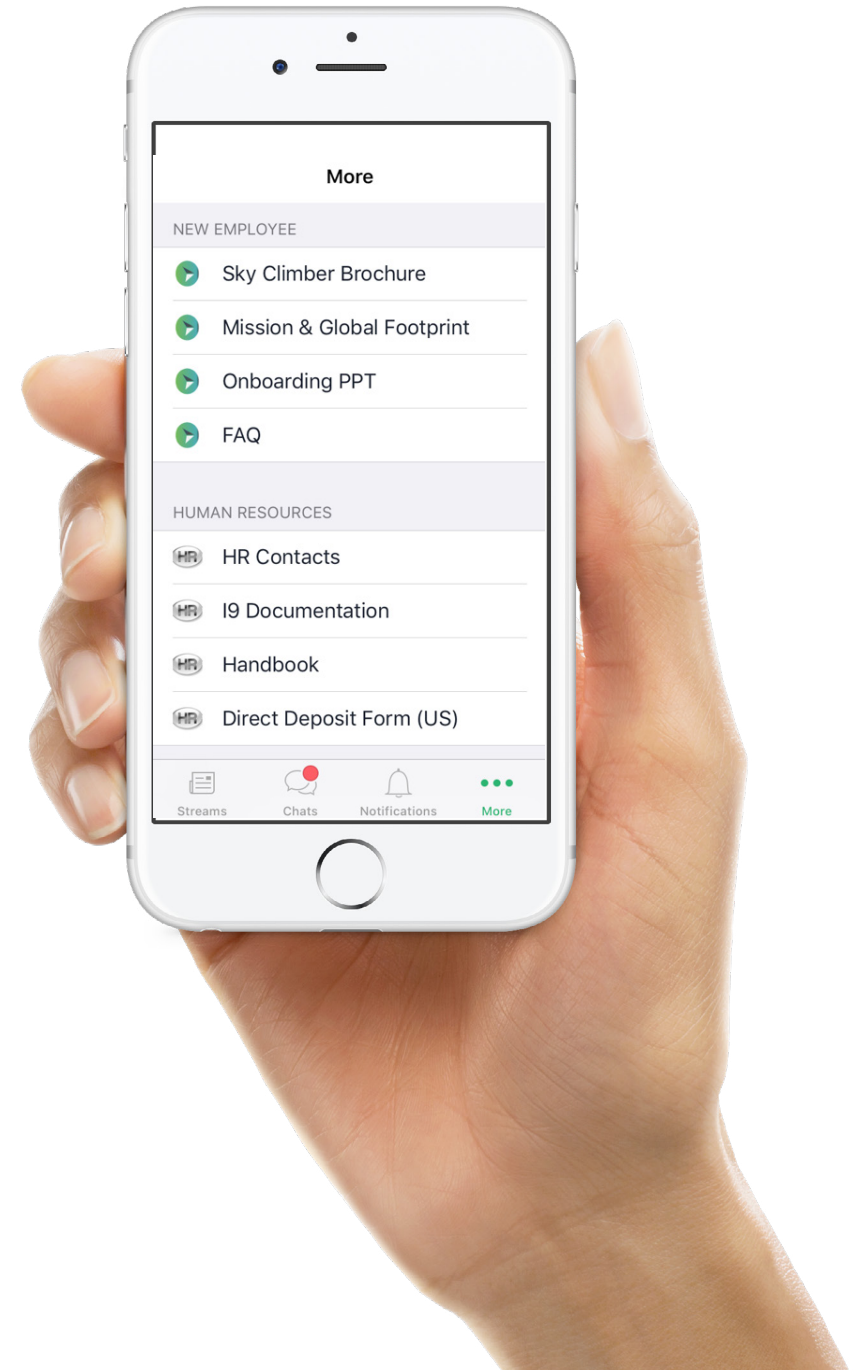 More
NEW EMPLOYEE
Sky Climber Brochure
Mission & Global Footprint
Onboarding PPT
FAQ
HUMAN RESOURCES
HR HR Contacts
HR I9 Documentation
HR Handbook
HR Direct Deposit Form (US)
Streams Chats Notifications More